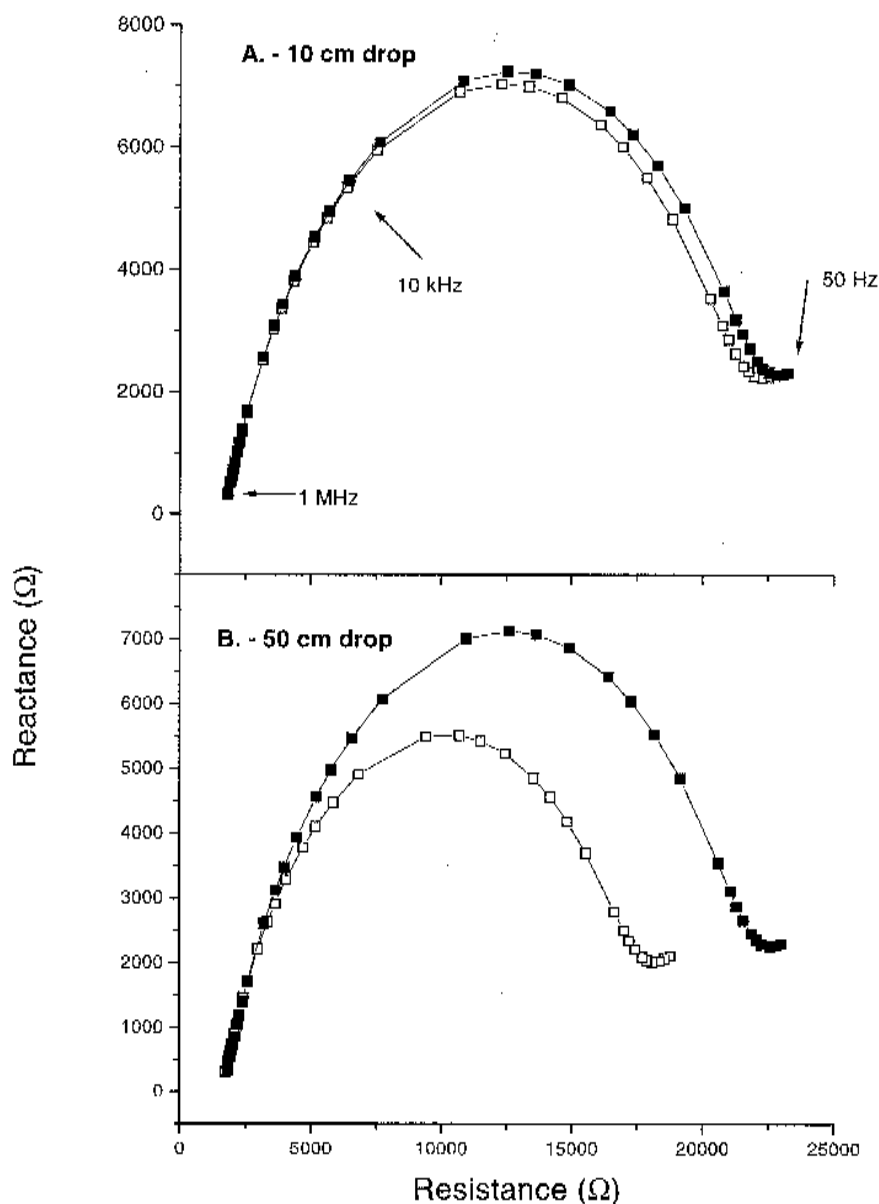 8000
A. - 10 cm drop
6000
4000
10 kHz
50 Hz
2000
1 MHz
0
Reactance (Ω)
B. - 50 cm drop
7000
6000
5000
4000
3000
2000
1000
0
0 5000 10000 15000 20000 25000
Resistance (Ω)